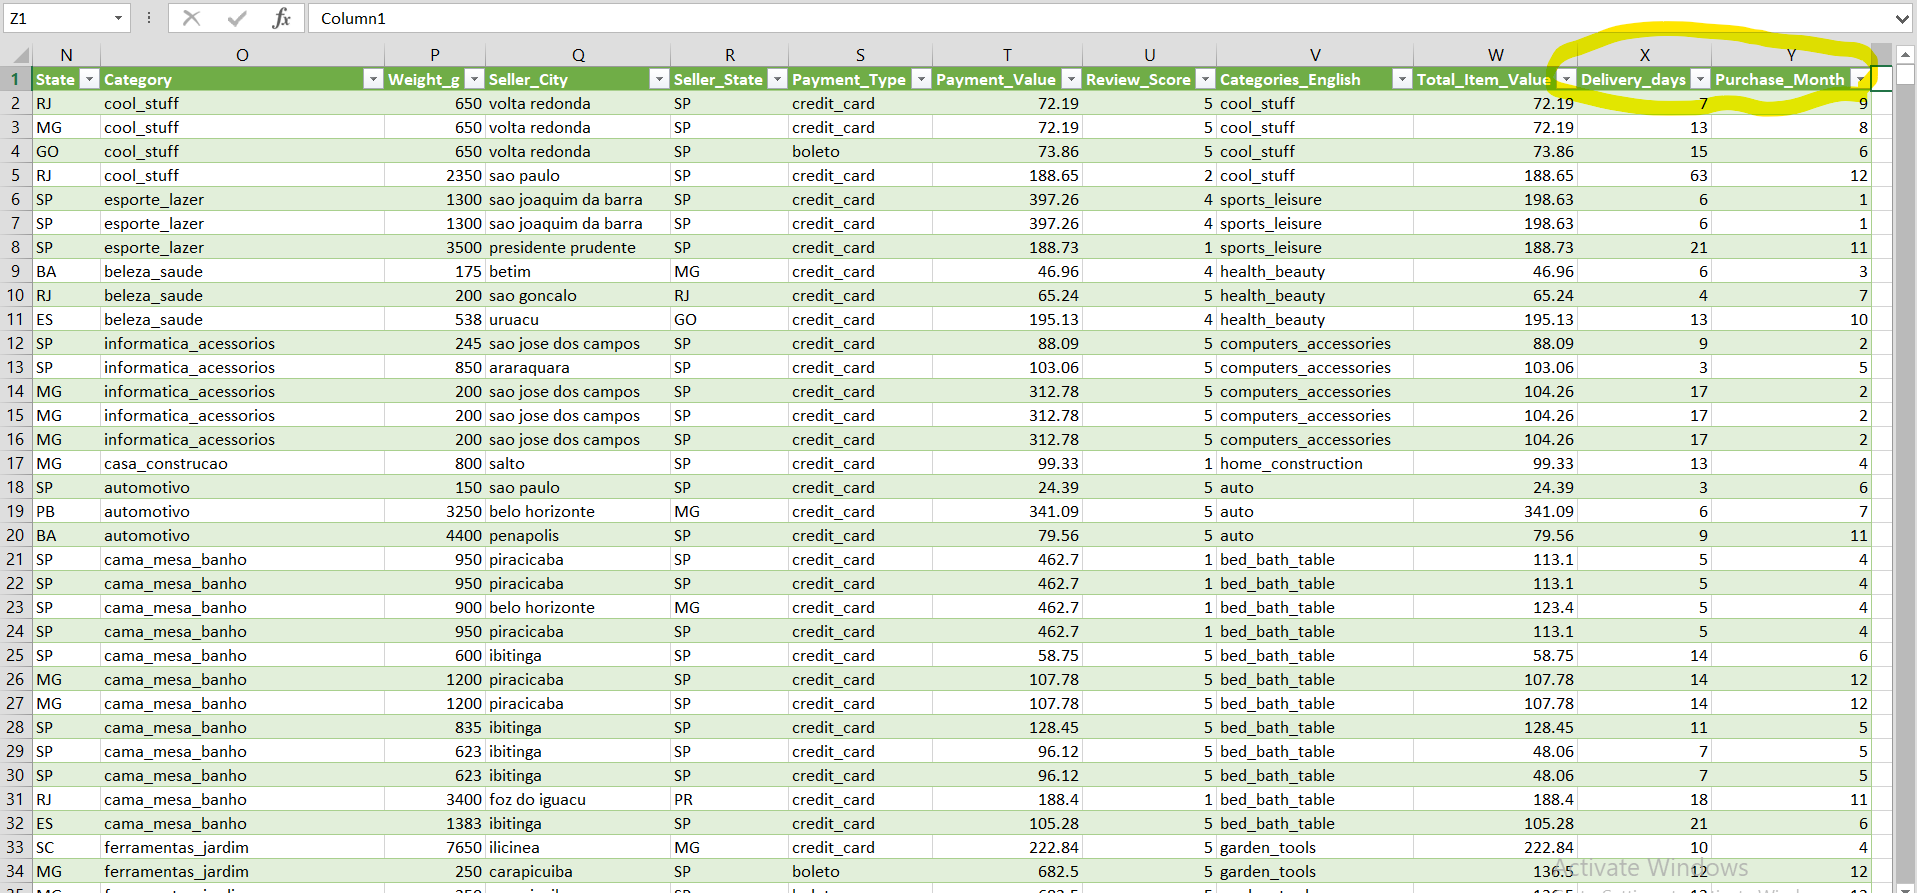 Z1 fx Column1
N O P Q R S T U V W X Y
1 State Category Weight_g Seller_City Seller_State Payment_Type Payment_Value Review_Score Categories_English Total_Item_Value Delivery_days Purchase_Month
2 RJ cool_stuff 650 volta redonda SP credit_card 72.19 5 cool_stuff 72.19 7 9
3 MG cool_stuff 650 volta redonda SP credit_card 72.19 5 cool_stuff 72.19 13 8
4 GO cool_stuff 650 volta redonda SP boleto 73.86 5 cool_stuff 73.86 15 6
5 RJ cool_stuff 2350 sao paulo SP credit_card 188.65 2 cool_stuff 188.65 63 12
6 SP esporte_lazer 1300 sao joaquim da barra SP credit_card 397.26 4 sports_leisure 198.63 6 1
7 SP esporte_lazer 1300 sao joaquim da barra SP credit_card 397.26 4 sports_leisure 198.63 6 1
8 SP esporte_lazer 3500 presidente prudente SP credit_card 188.73 1 sports_leisure 188.73 21 11
9 BA beleza_saude 175 betim MG credit_card 46.96 4 health_beauty 46.96 6 3
10 RJ beleza_saude 200 sao goncalo RJ credit_card 65.24 5 health_beauty 65.24 4 7
11 ES beleza_saude 538 uruacu GO credit_card 195.13 4 health_beauty 195.13 13 10
12 SP informatica_acessorios 245 sao jose dos campos SP credit_card 88.09 5 computers_accessories 88.09 9 2
13 SP informatica_acessorios 850 araraquara SP credit_card 103.06 5 computers_accessories 103.06 3 5
14 MG informatica_acessorios 200 sao jose dos campos SP credit_card 312.78 5 computers_accessories 104.26 17 2
15 MG informatica_acessorios 200 sao jose dos campos SP credit_card 312.78 5 computers_accessories 104.26 17 2
16 MG informatica_acessorios 200 sao jose dos campos SP credit_card 312.78 5 computers_accessories 104.26 17 2
17 MG casa_construcao 800 salto SP credit_card 99.33 1 home_construction 99.33 13 4
18 SP automotivo 150 sao paulo SP credit_card 24.39 5 auto 24.39 3 6
19 PB automotivo 3250 belo horizonte MG credit_card 341.09 5 auto 341.09 6 7
20 BA automotivo 4400 penapolis SP credit_card 79.56 5 auto 79.56 9 11
21 SP cama_mesa_banho 950 piracicaba SP credit_card 462.7 1 bed_bath_table 113.1 5 4
22 SP cama_mesa_banho 950 piracicaba SP credit_card 462.7 1 bed_bath_table 113.1 5 4
23 SP cama_mesa_banho 900 belo horizonte MG credit_card 462.7 1 bed_bath_table 123.4 5 4
24 SP cama_mesa_banho 950 piracicaba SP credit_card 462.7 1 bed_bath_table 113.1 5 4
25 SP cama_mesa_banho 600 ibitinga SP credit_card 58.75 5 bed_bath_table 58.75 14 6
26 MG cama_mesa_banho 1200 piracicaba SP credit_card 107.78 5 bed_bath_table 107.78 14 12
27 MG cama_mesa_banho 1200 piracicaba SP credit_card 107.78 5 bed_bath_table 107.78 14 12
28 SP cama_mesa_banho 835 ibitinga SP credit_card 128.45 5 bed_bath_table 128.45 11 5
29 SP cama_mesa_banho 623 ibitinga SP credit_card 96.12 5 bed_bath_table 48.06 7 5
30 SP cama_mesa_banho 623 ibitinga SP credit_card 96.12 5 bed_bath_table 48.06 7 5
31 RJ cama_mesa_banho 3400 foz do iguacu PR credit_card 188.4 1 bed_bath_table 188.4 18 11
32 ES cama_mesa_banho 1383 ibitinga SP credit_card 105.28 5 bed_bath_table 105.28 21 6
33 SC ferramentas_jardim 7650 ilicinea MG credit_card 222.84 5 garden_tools 222.84 10 4
Activate Windows
34 MG ferramentas_jardim 250 carapicuiba SP boleto 682.5 5 garden_tools 136.5 12 12